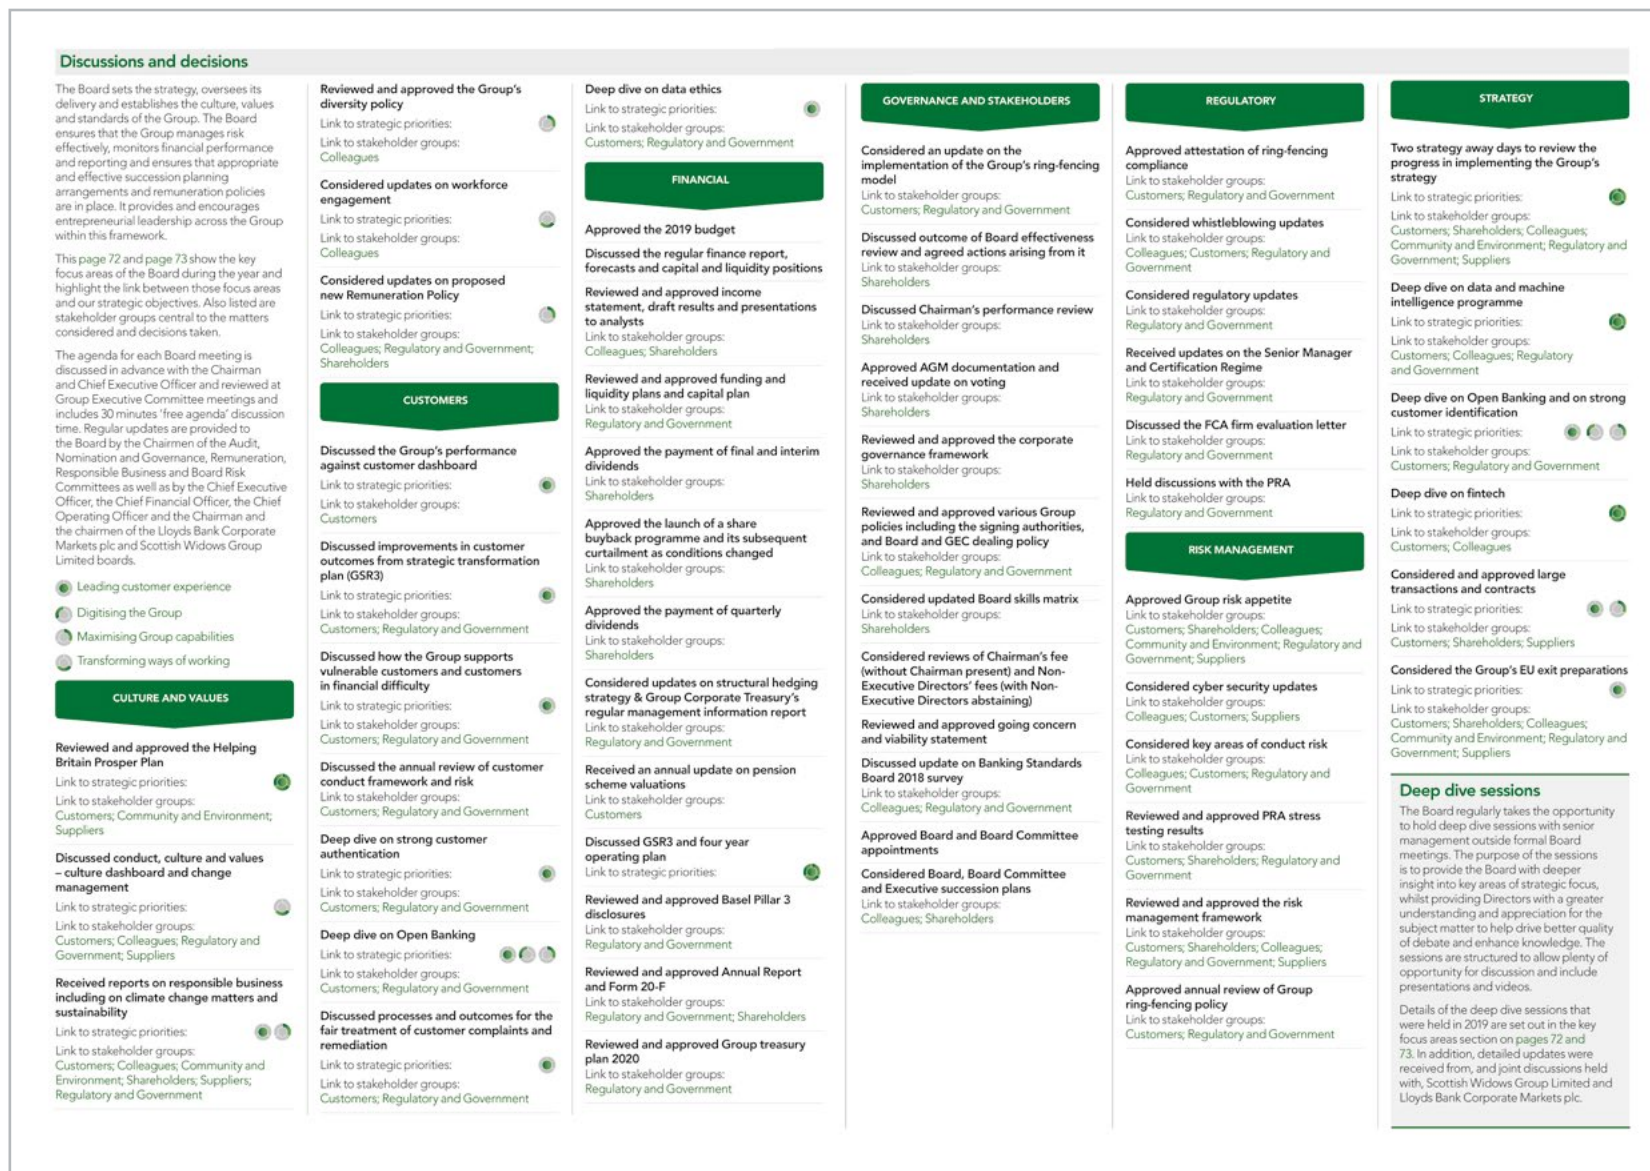 Discussions and decisions
The Board sets the strategy, oversees its
delivery and establishes the culture, values
and standards of the Group. The Board
ensures that the Group manages risk
effectively, monitors financial performance
and reporting and ensures that appropriate
and effective succession planning
arrangements and remuneration policies
are in place. It provides and encourages
entrepreneurial leadership across the Group
within this framework.
This page 72 and page 73 show the key
focus areas of the Board during the year and
highlight the link between those focus areas
and our strategic objectives. Also listed are
stakeholder groups central to the matters
considered and decisions taken.
The agenda for each Board meeting is
discussed in advance with the Chairman
and Chief Executive Officer and reviewed at
Group Executive Committee meetings and
includes 30 minutes 'free agenda' discussion
time. Regular updates are provided to
the Board by the Chairmen of the Audit,
Nomination and Governance, Remuneration,
Responsible Business and Board Risk
Committees as well as by the Chief Executive
Officer, the Chief Financial Officer, the Chief
Operating Officer and the Chairman and
the chairmen of the Lloyds Bank Corporate
Markets plc and Scottish Widows Group
Limited boards.
Leading customer experience
Digitising the Group
Maximising Group capabilities
Transforming ways of working
CULTURE AND VALUES
Reviewed and approved the Helping
Britain Prosper Plan
Link to strategic priorities:
Link to stakeholder groups:
Customers; Community and Environment;
Suppliers
Discussed conduct, culture and values
– culture dashboard and change
management
Link to strategic priorities:
Link to stakeholder groups:
Customers; Colleagues; Regulatory and
Government; Suppliers
Received reports on responsible business
including on climate change matters and
sustainability
Link to strategic priorities:
Link to stakeholder groups:
Customers; Colleagues; Community and
Environment; Shareholders; Suppliers;
Regulatory and Government
Reviewed and approved the Group's
diversity policy
Link to strategic priorities:
Link to stakeholder groups:
Colleagues
Considered updates on workforce
engagement
Link to strategic priorities:
Link to stakeholder groups:
Colleagues
Considered updates on proposed
new Remuneration Policy
Link to strategic priorities:
Link to stakeholder groups:
Colleagues; Regulatory and Government;
Shareholders
CUSTOMERS
Discussed the Group's performance
against customer dashboard
Link to strategic priorities:
Link to stakeholder groups:
Customers
Discussed improvements in customer
outcomes from strategic transformation
plan (GSR3)
Link to strategic priorities:
Link to stakeholder groups:
Customers; Regulatory and Government
Discussed how the Group supports
vulnerable customers and customers
in financial difficulty
Link to strategic priorities:
Link to stakeholder groups:
Customers; Regulatory and Government
Discussed the annual review of customer
conduct framework and risk
Link to stakeholder groups:
Customers; Regulatory and Government
Deep dive on strong customer
authentication
Link to strategic priorities:
Link to stakeholder groups:
Customers; Regulatory and Government
Deep dive on Open Banking
Link to strategic priorities:
Link to stakeholder groups:
Customers; Regulatory and Government
Discussed processes and outcomes for the
fair treatment of customer complaints and
remediation
Link to strategic priorities:
Link to stakeholder groups:
Customers; Regulatory and Government
Deep dive on data ethics
Link to strategic priorities:
Link to stakeholder groups:
Customers; Regulatory and Government
FINANCIAL
Approved the 2019 budget
Discussed the regular finance report,
forecasts and capital and liquidity positions
Reviewed and approved income
statement, draft results and presentations
to analysts
Link to stakeholder groups:
Colleagues; Shareholders
Reviewed and approved funding and
liquidity plans and capital plan
Link to stakeholder groups:
Regulatory and Government
Approved the payment of final and interim
dividends
Link to stakeholder groups:
Shareholders
Approved the launch of a share
buyback programme and its subsequent
curtailment as conditions changed
Link to stakeholder groups:
Shareholders
Approved the payment of quarterly
dividends
Link to stakeholder groups:
Shareholders
Considered updates on structural hedging
strategy & Group Corporate Treasury's
regular management information report
Link to stakeholder groups:
Regulatory and Government
Received an annual update on pension
scheme valuations
Link to stakeholder groups:
Customers
Discussed GSR3 and four year
operating plan
Link to strategic priorities:
Reviewed and approved Basel Pillar 3
disclosures
Link to stakeholder groups:
Regulatory and Government
Reviewed and approved Annual Report
and Form 20-F
Link to stakeholder groups:
Regulatory and Government; Shareholders
Reviewed and approved Group treasury
plan 2020
Link to stakeholder groups:
Regulatory and Government
GOVERNANCE AND STAKEHOLDERS
Considered an update on the
implementation of the Group's ring-fencing
model
Link to stakeholder groups:
Customers; Regulatory and Government
Discussed outcome of Board effectiveness
review and agreed actions arising from it
Link to stakeholder groups:
Shareholders
Discussed Chairman's performance review
Link to stakeholder groups:
Shareholders
Approved AGM documentation and
received update on voting
Link to stakeholder groups:
Shareholders
Reviewed and approved the corporate
governance framework
Link to stakeholder groups:
Shareholders
Reviewed and approved various Group
policies including the signing authorities,
and Board and GEC dealing policy
Link to stakeholder groups:
Colleagues; Regulatory and Government
Considered updated Board skills matrix
Link to stakeholder groups:
Shareholders
Considered reviews of Chairman's fee
(without Chairman present) and Non-
Executive Directors' fees (with Non-
Executive Directors abstaining)
Reviewed and approved going concern
and viability statement
Discussed update on Banking Standards
Board 2018 survey
Link to stakeholder groups:
Colleagues; Regulatory and Government
Approved Board and Board Committee
appointments
Considered Board, Board Committee
and Executive succession plans
Link to stakeholder groups:
Colleagues; Shareholders
REGULATORY
Approved attestation of ring-fencing
compliance
Link to stakeholder groups:
Customers; Regulatory and Government
Considered whistleblowing updates
Link to stakeholder groups:
Colleagues; Customers; Regulatory and
Government
Considered regulatory updates
Link to stakeholder groups:
Regulatory and Government
Received updates on the Senior Manager
and Certification Regime
Link to stakeholder groups:
Regulatory and Government
Discussed the FCA firm evaluation letter
Link to stakeholder groups:
Regulatory and Government
Held discussions with the PRA
Link to stakeholder groups:
Regulatory and Government
RISK MANAGEMENT
Approved Group risk appetite
Link to stakeholder groups:
Customers; Shareholders; Colleagues;
Community and Environment; Regulatory and
Government; Suppliers
Considered cyber security updates
Link to stakeholder groups:
Colleagues; Customers; Suppliers
Considered key areas of conduct risk
Link to stakeholder groups:
Colleagues; Customers; Regulatory and
Government
Reviewed and approved PRA stress
testing results
Link to stakeholder groups:
Customers; Shareholders; Regulatory and
Government
Reviewed and approved the risk
management framework
Link to stakeholder groups:
Customers; Shareholders; Colleagues;
Regulatory and Government; Suppliers
Approved annual review of Group
ring-fencing policy
Link to stakeholder groups:
Customers; Regulatory and Government
STRATEGY
Two strategy away days to review the
progress in implementing the Group's
strategy
Link to strategic priorities:
Link to stakeholder groups:
Customers; Shareholders; Colleagues;
Community and Environment; Regulatory and
Government; Suppliers
Deep dive on data and machine
intelligence programme
Link to strategic priorities:
Link to stakeholder groups:
Customers; Colleagues; Regulatory
and Government
Deep dive on Open Banking and on strong
customer identification
Link to strategic priorities:
Link to stakeholder groups:
Customers; Regulatory and Government
Deep dive on fintech
Link to strategic priorities:
Link to stakeholder groups:
Customers; Colleagues
Considered and approved large
transactions and contracts
Link to strategic priorities:
Link to stakeholder groups:
Customers; Shareholders; Suppliers
Considered the Group's EU exit preparations
Link to strategic priorities:
Link to stakeholder groups:
Customers; Shareholders; Colleagues;
Community and Environment; Regulatory and
Government; Suppliers
Deep dive sessions
The Board regularly takes the opportunity
to hold deep dive sessions with senior
management outside formal Board
meetings. The purpose of the sessions
is to provide the Board with deeper
insight into key areas of strategic focus,
whilst providing Directors with a greater
understanding and appreciation for the
subject matter to help drive better quality
of debate and enhance knowledge. The
sessions are structured to allow plenty of
opportunity for discussion and include
presentations and videos.
Details of the deep dive sessions that
were held in 2019 are set out in the key
focus areas section on pages 72 and
73. In addition, detailed updates were
received from, and joint discussions held
with, Scottish Widows Group Limited and
Lloyds Bank Corporate Markets plc.